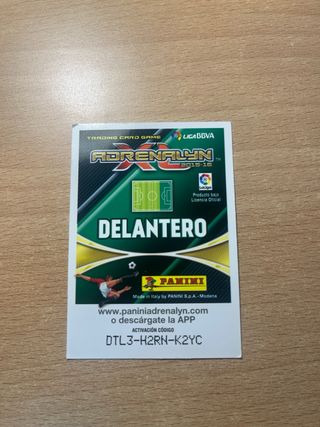 TRADING CARD GAME
LIGA BBVA
ADRENALYN XL
2015-16
Producto bajo
Licencia Oficial
DELANTERO
PANINI
Made in Italy by PANINI S.p.A. - Modena
www.paniniadrenalyn.com
o descárgate la APP
ACTIVACIÓN CÓDIGO
DTL3-H2RN-K2YC